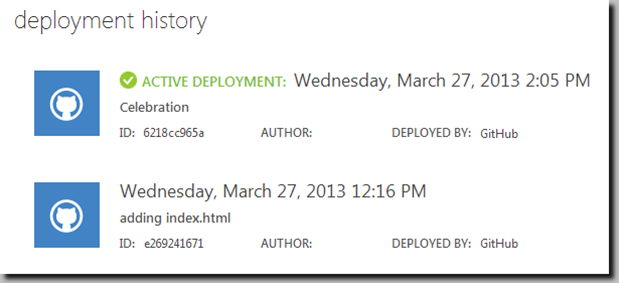 deployment history
ACTIVE DEPLOYMENT: Wednesday, March 27, 2013 2:05 PM
Celebration
ID: 6218cc965a AUTHOR: DEPLOYED BY: GitHub
Wednesday, March 27, 2013 12:16 PM
adding index.html
ID: e269241671 AUTHOR: DEPLOYED BY: GitHub